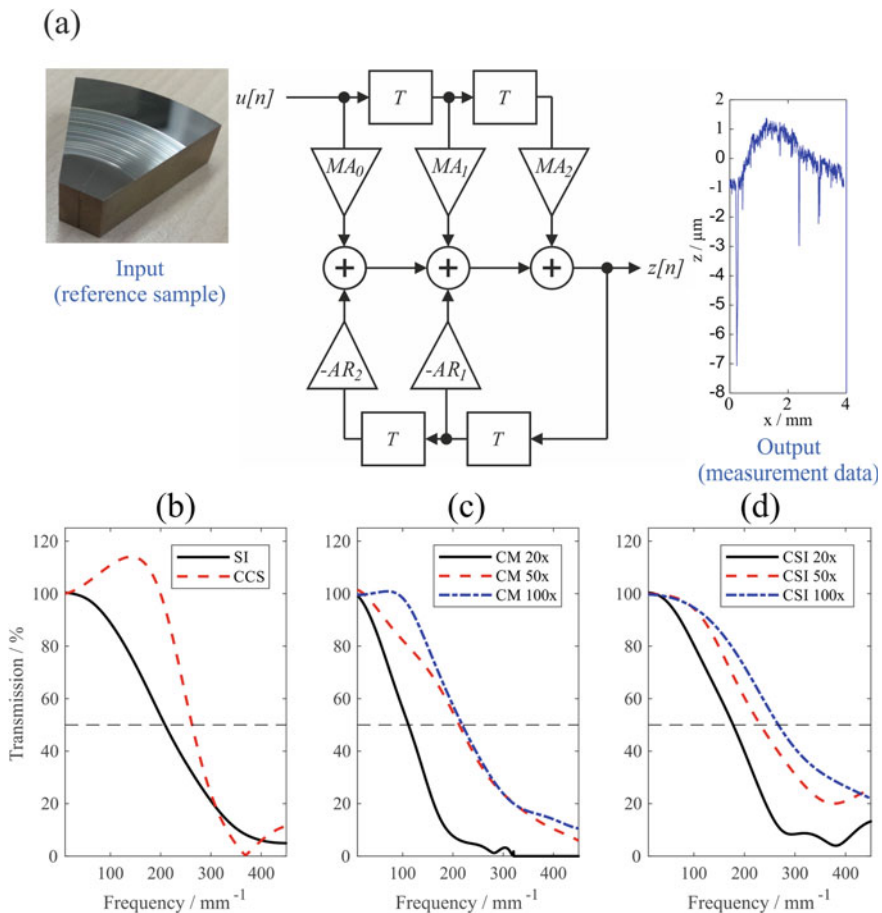 (a)
u[n]
T
T
MA₀
MA₁
MA₂
+
+
+
z[n]
-AR₂
-AR₁
T
T
Input
(reference sample)
2
1
0
-1
-2
-3
-4
-5
-6
-7
-8
z / μm
0
2
4
x / mm
Output
(measurement data)
(b)
120
100
80
60
40
20
0
Transmission / %
SI
CCS
100
200
300
400
Frequency / mm⁻¹
(c)
120
100
80
60
40
20
0
CM 20x
CM 50x
CM 100x
100
200
300
400
Frequency / mm⁻¹
(d)
120
100
80
60
40
20
0
CSI 20x
CSI 50x
CSI 100x
100
200
300
400
Frequency / mm⁻¹